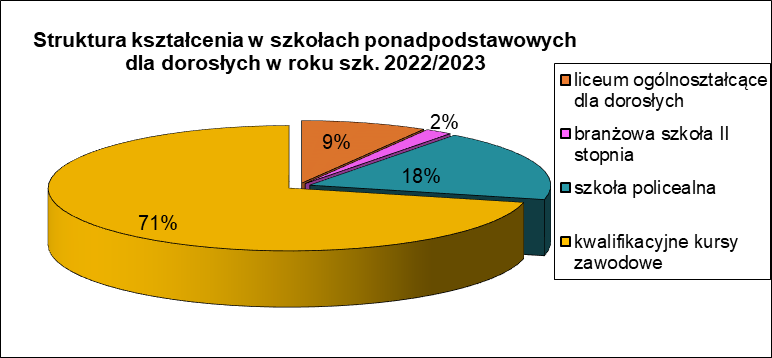 Struktura kształcenia w szkołach ponadpodstawowych
dla dorosłych w roku szk. 2022/2023
9%
2%
18%
71%
liceum ogólnoształcące
dla dorosłych
branżowa szkoła II
stopnia
szkoła policealna
kwalifikacyjne kursy
zawodowe